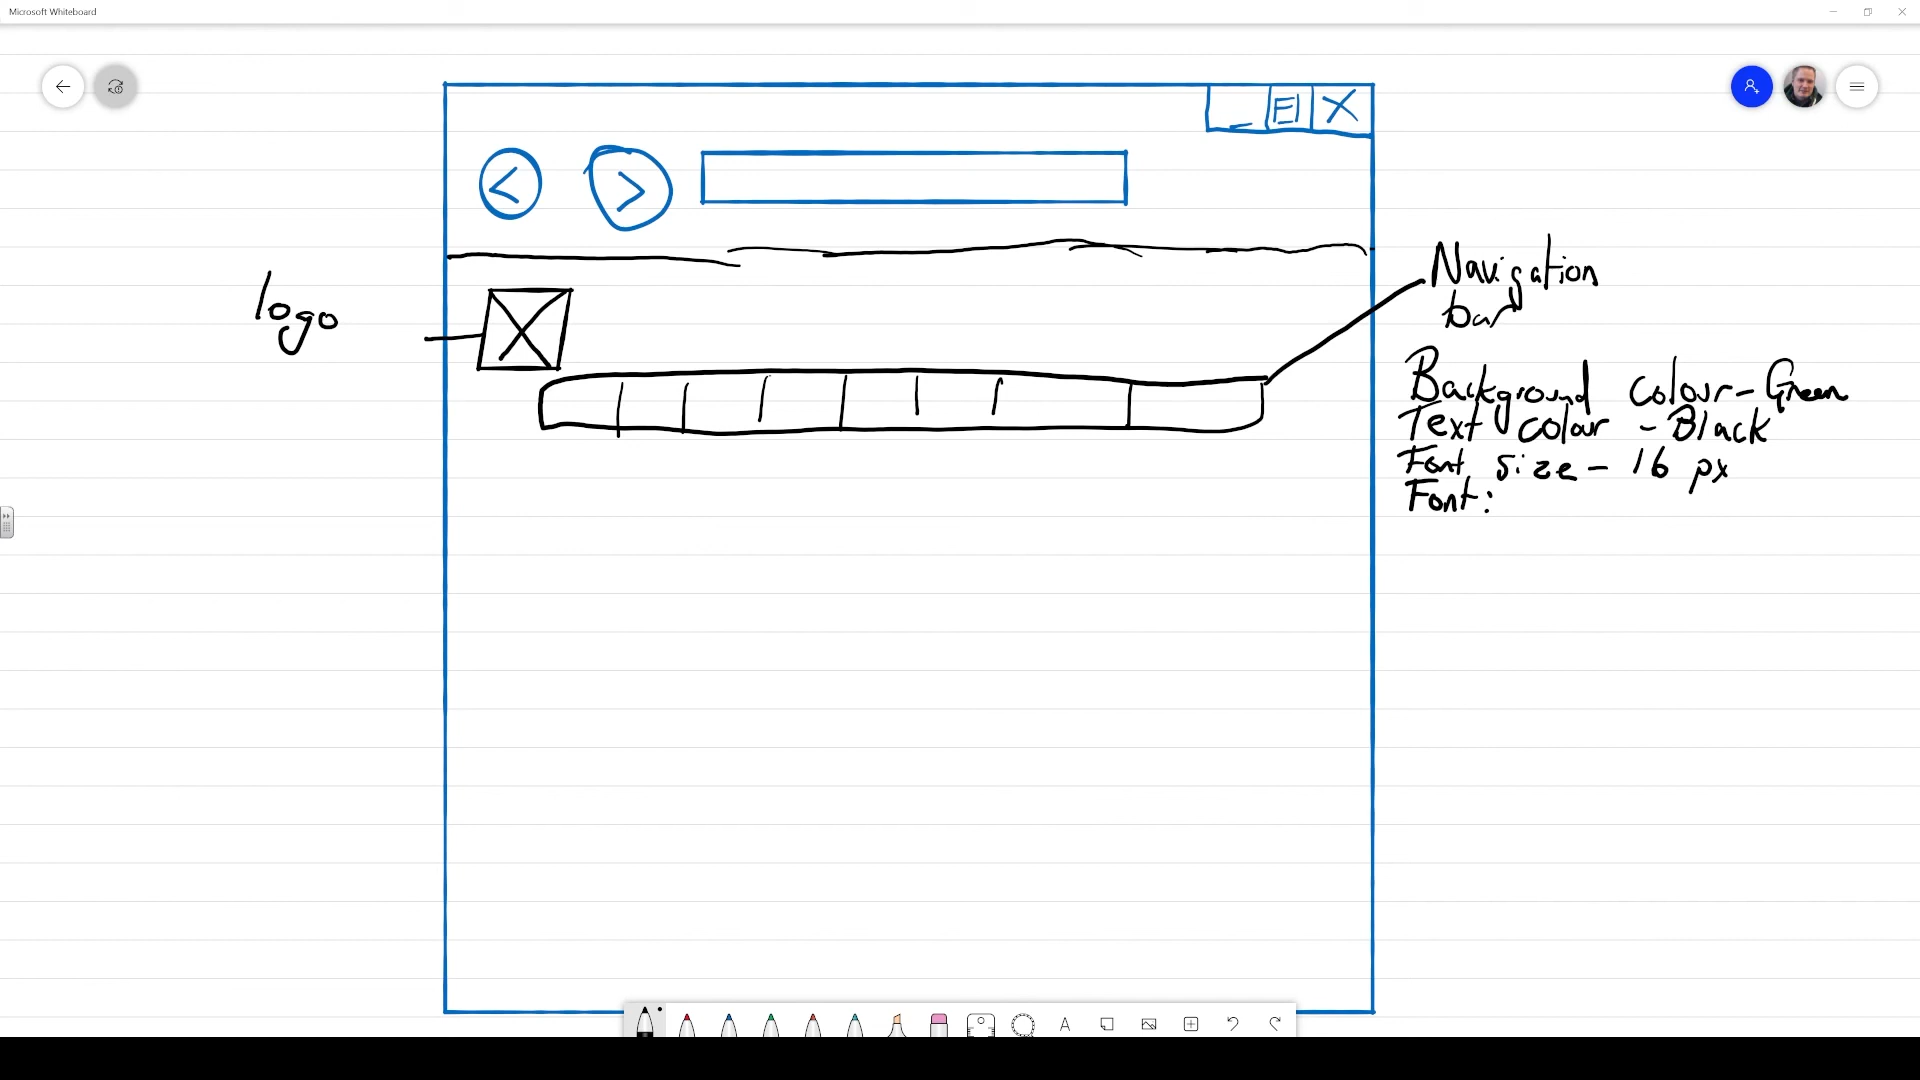 Microsoft Whiteboard
logo
Navigation
bar
Background colour - Green
Text colour - Black
Font size - 16 px
Font: